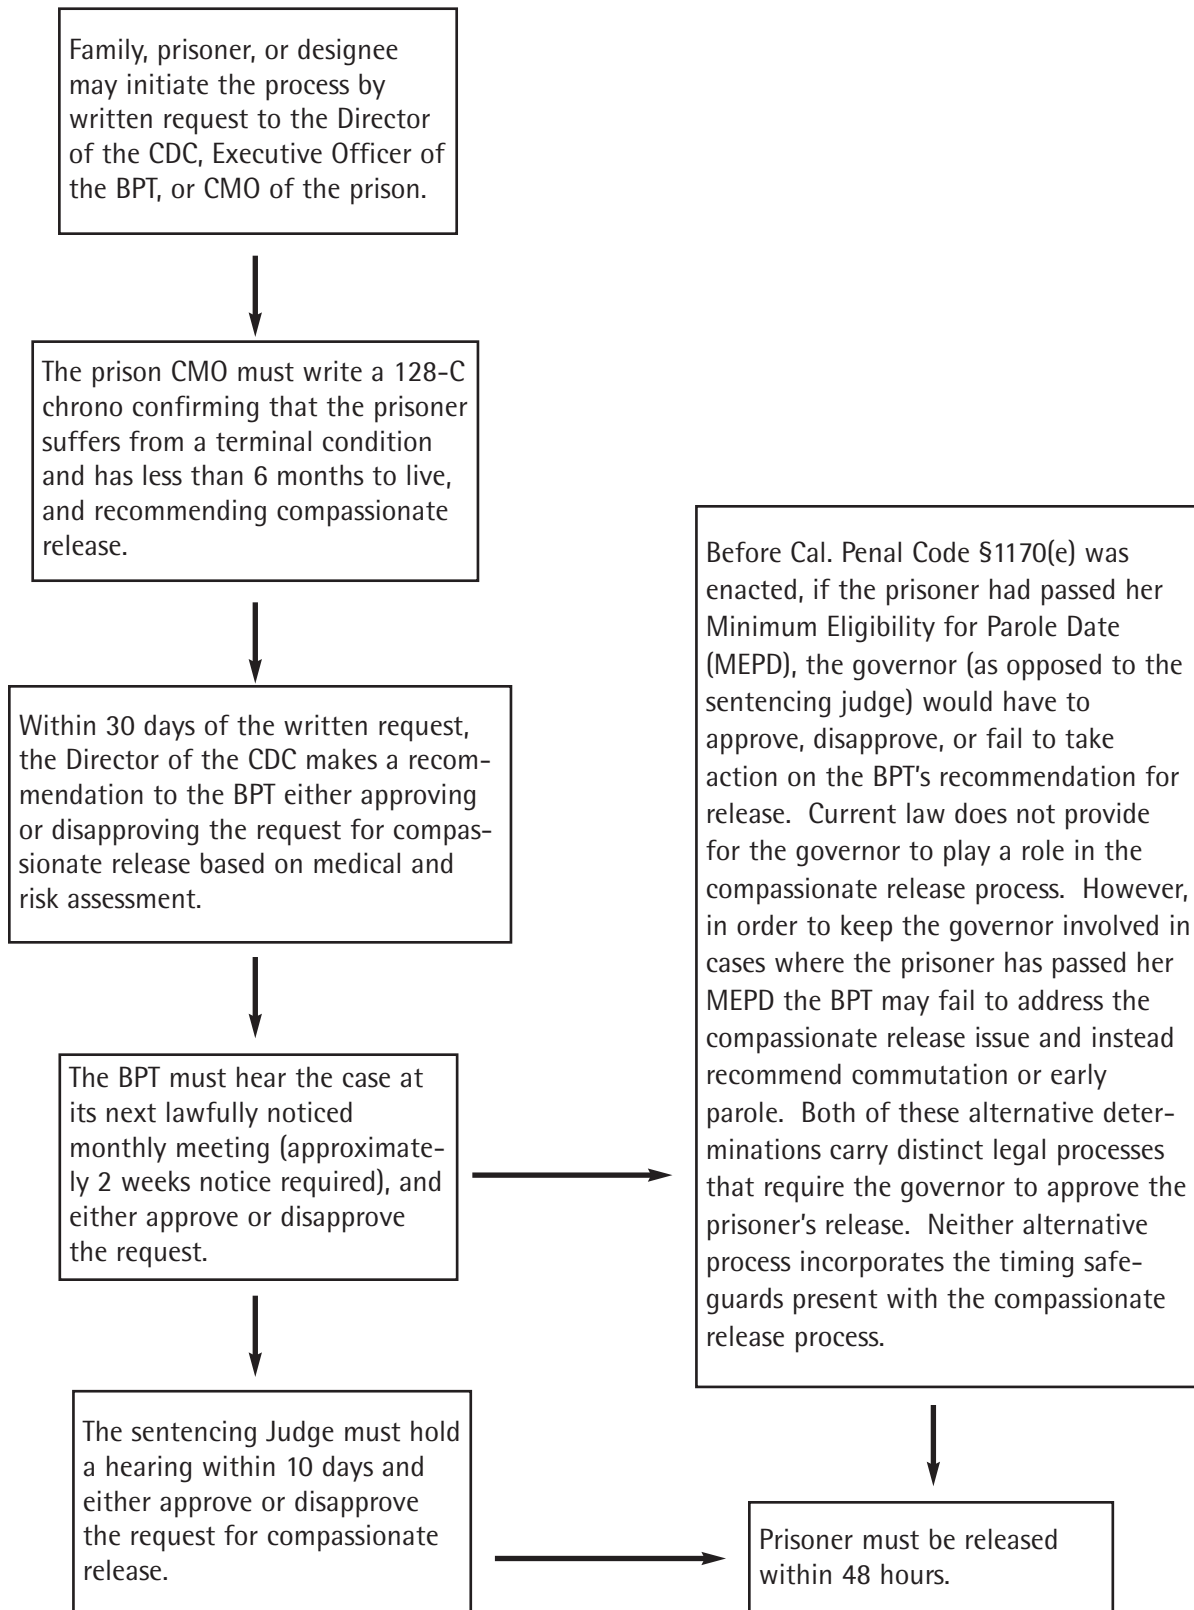 Family, prisoner, or designee
may initiate the process by
written request to the Director
of the CDC, Executive Officer of
the BPT, or CMO of the prison.
The prison CMO must write a 128-C
chrono confirming that the prisoner
suffers from a terminal condition
and has less than 6 months to live,
and recommending compassionate
release.
Within 30 days of the written request,
the Director of the CDC makes a recom-
mendation to the BPT either approving
or disapproving the request for compas-
sionate release based on medical and
risk assessment.
The BPT must hear the case at
its next lawfully noticed
monthly meeting (approximate-
ly 2 weeks notice required), and
either approve or disapprove
the request.
Before Cal. Penal Code §1170(e) was
enacted, if the prisoner had passed her
Minimum Eligibility for Parole Date
(MEPD), the governor (as opposed to the
sentencing judge) would have to
approve, disapprove, or fail to take
action on the BPT's recommendation for
release.  Current law does not provide
for the governor to play a role in the
compassionate release process.  However,
in order to keep the governor involved in
cases where the prisoner has passed her
MEPD the BPT may fail to address the
compassionate release issue and instead
recommend commutation or early
parole.  Both of these alternative deter-
minations carry distinct legal processes
that require the governor to approve the
prisoner's release.  Neither alternative
process incorporates the timing safe-
guards present with the compassionate
release process.
The sentencing Judge must hold
a hearing within 10 days and
either approve or disapprove
the request for compassionate
release.
Prisoner must be released
within 48 hours.